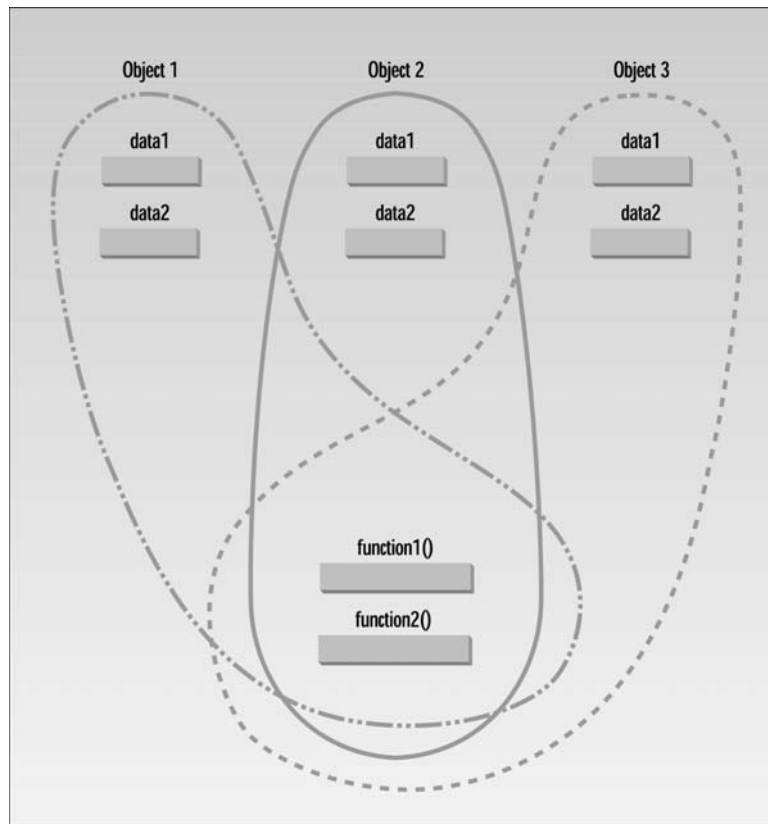 Object 1 Object 2 Object 3
data1 data1 data1
data2 data2 data2
function1()
function2()